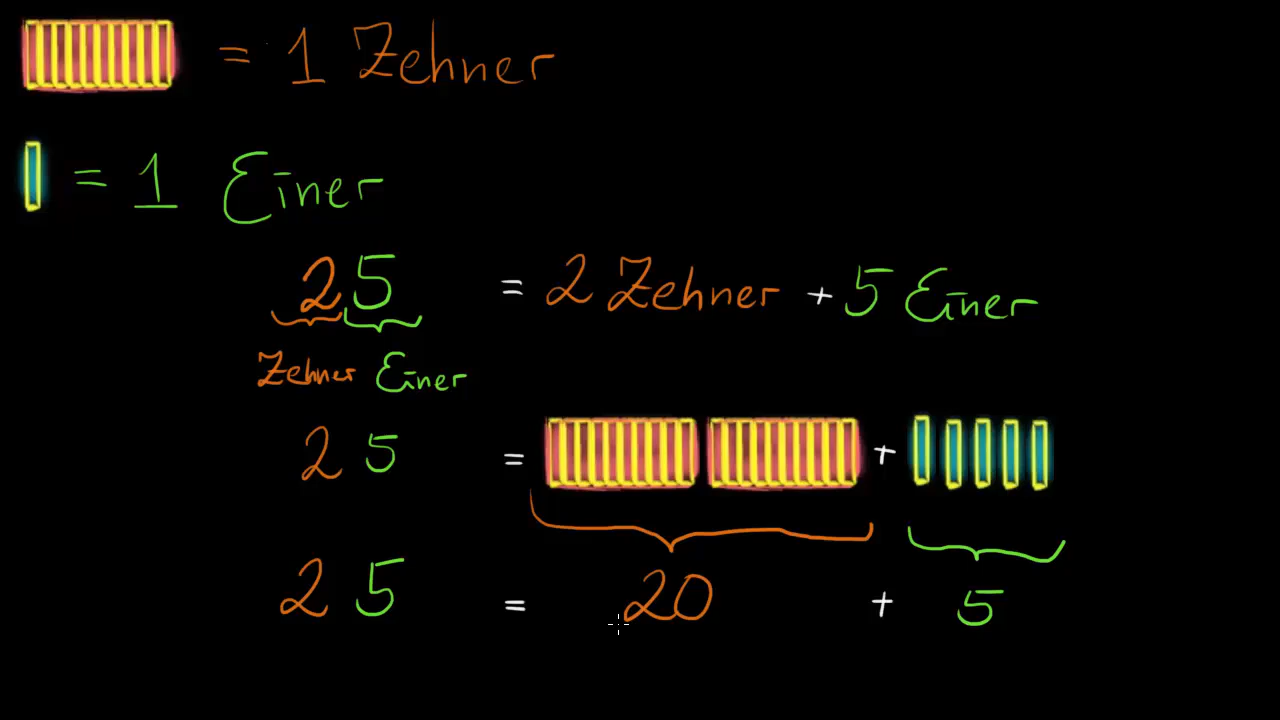 = 1 Zehner
= 1 Einer
25 = 2 Zehner + 5 Einer
Zehner Einer
25 = +
25 = 20 + 5